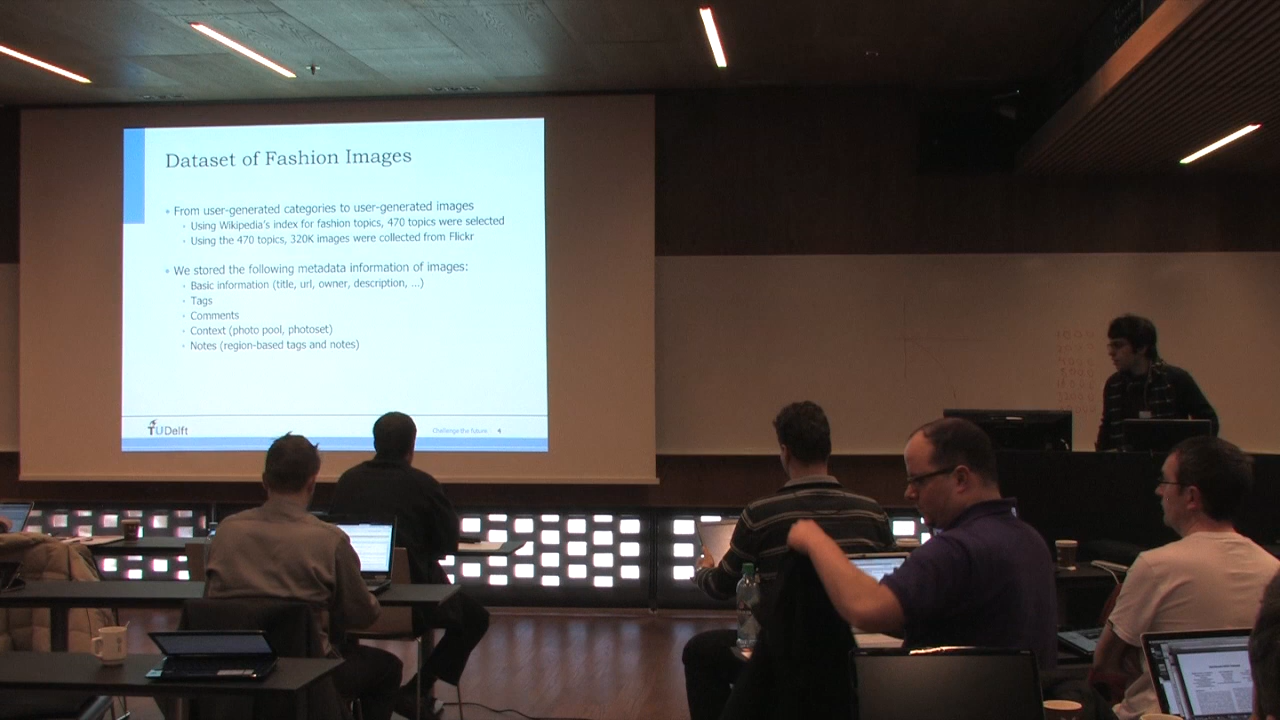 Dataset of Fashion Images
• From user-generated categories to user-generated images
• Using Wikipedia's index for fashion topics, 470 topics were selected
• Using the 470 topics, 320K images were collected from Flickr
• We stored the following metadata information of images:
• Basic information (title, url, owner, description, ...)
• Tags
• Comments
• Context (photo pool, photoset)
• Notes (region-based tags and notes)
TUDelft
Challenge the future